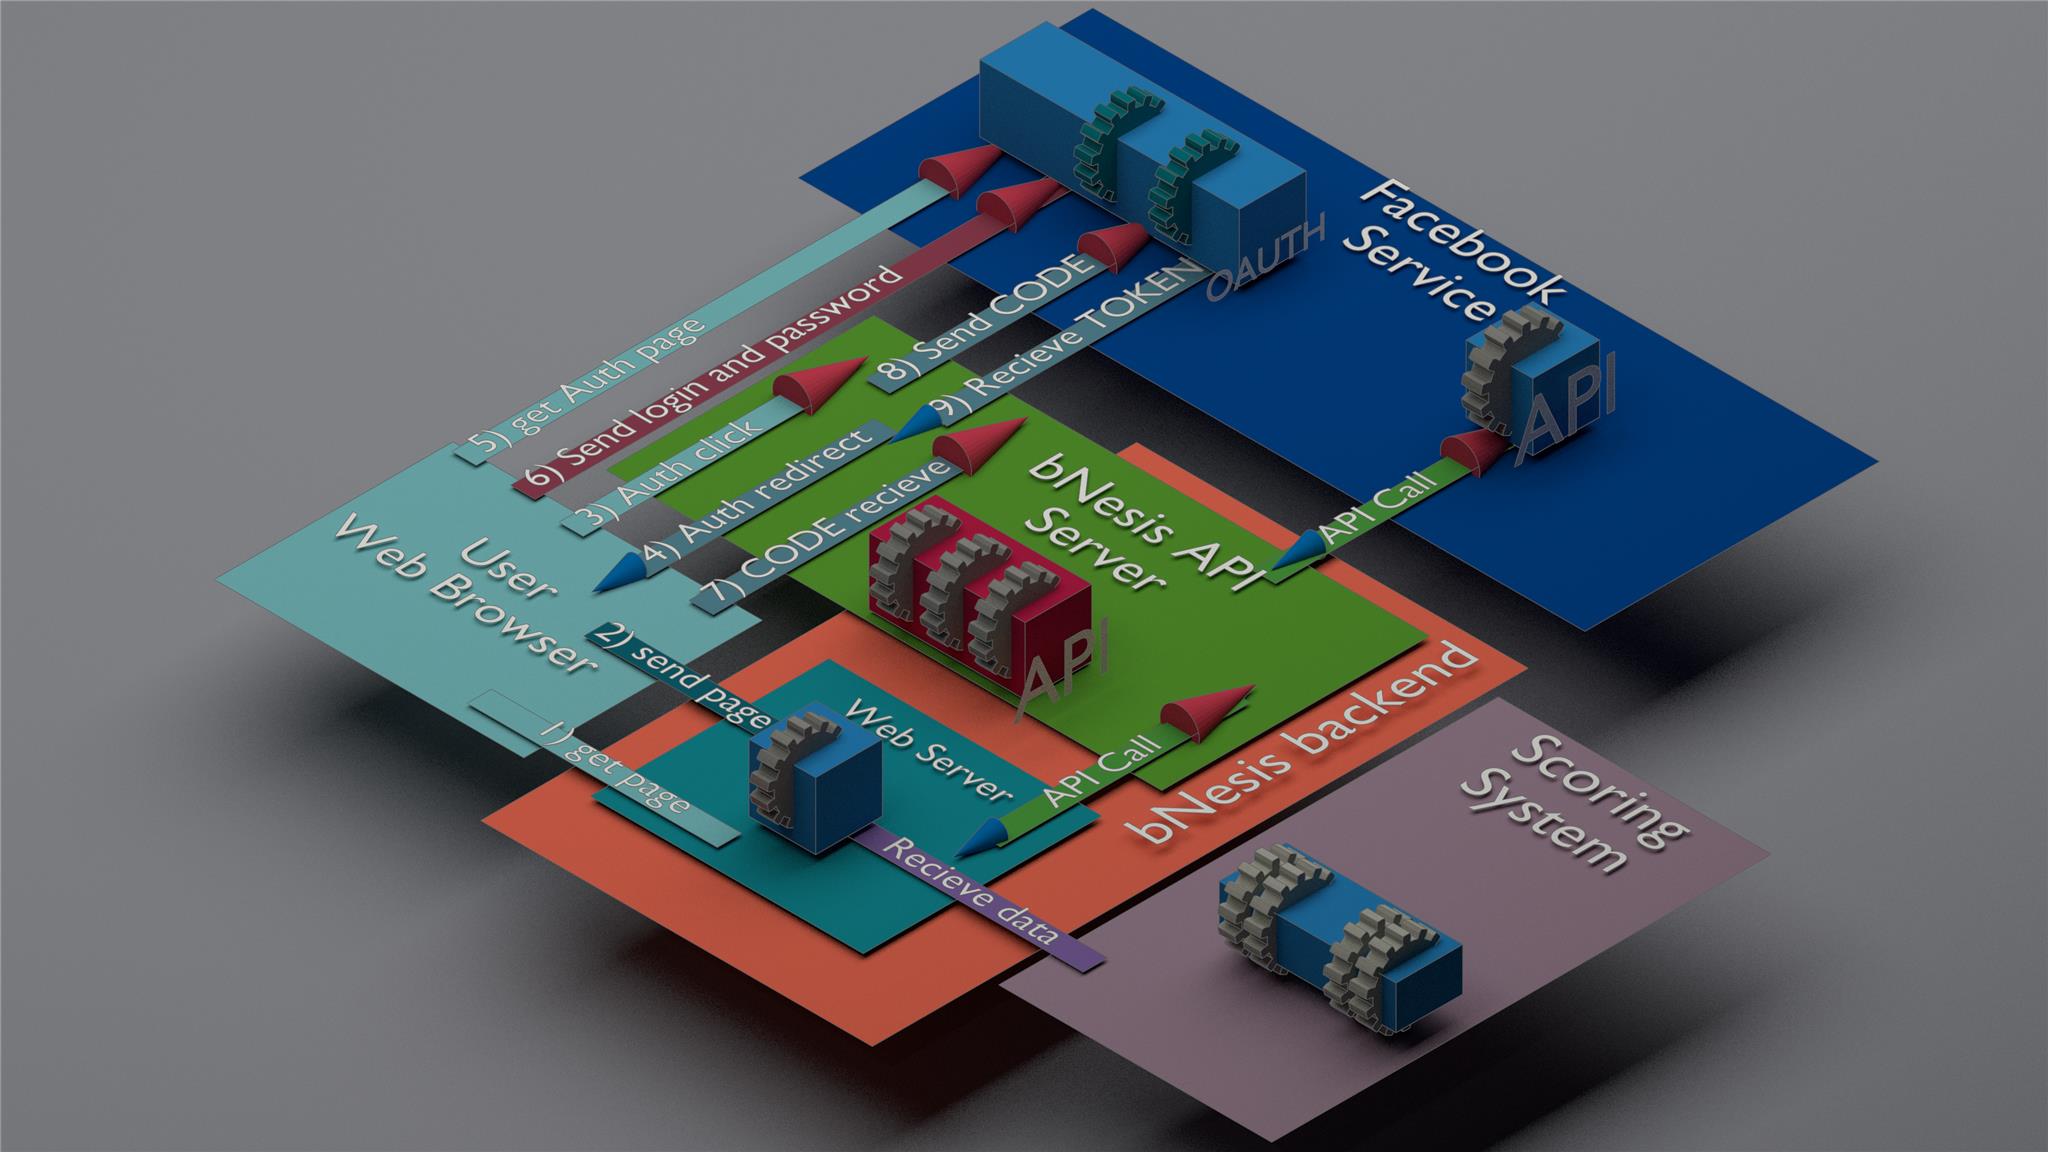 Facebook
Service
OAUTH
API
5) get Auth page
6) Send login and password
8) Send CODE
9) Recieve TOKEN
3) Auth click
4) Auth redirect
7) CODE recieve
API Call
bNesis API
Server
API
User
Web Browser
2) send page
1) get page
Web Server
API Call
bNesis backend
Recieve data
Scoring
System